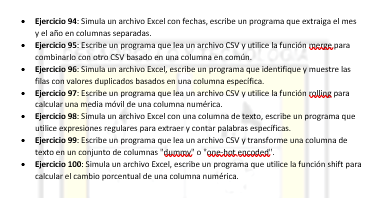 • Ejercicio 94: Simula un archivo Excel con fechas, escribe un programa que extraiga el mes
y el año en columnas separadas.
• Ejercicio 95: Escribe un programa que lea un archivo CSV y utilice la función merge para
combinarlo con otro CSV basado en una columna en común.
• Ejercicio 96: Simula un archivo Excel, escribe un programa que identifique y muestre las
filas con valores duplicados en una columna específica.
• Ejercicio 97: Escribe un programa que lea un archivo CSV y utilice la función rolling para
calcular una media móvil de una columna numérica.
• Ejercicio 98: Simula un archivo Excel con una columna de texto, escribe un programa que
utilice expresiones regulares para extraer y contar palabras específicas.
• Ejercicio 99: Escribe un programa que lea un archivo CSV y transforme una columna de
texto en un conjunto de columnas "dummy" o "one-hot encoded".
• Ejercicio 100: Simula un archivo Excel, escribe un programa que utilice la función shift para
calcular el cambio porcentual de una columna numérica.